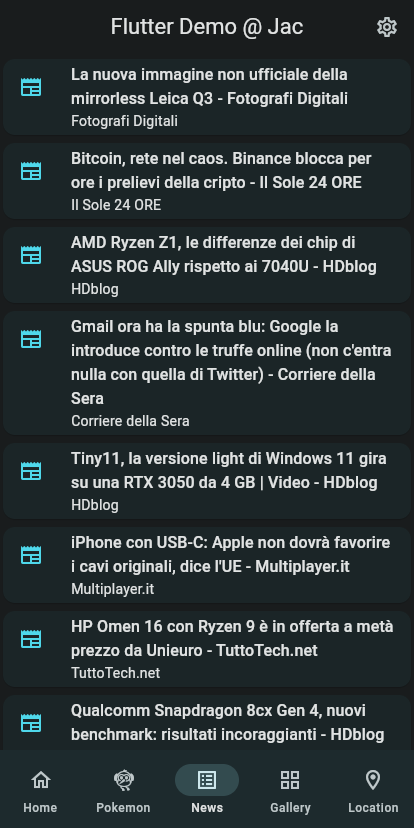 Flutter Demo @ Jac
La nuova immagine non ufficiale della
mirrorless Leica Q3 - Fotografi Digitali
Fotografi Digitali
Bitcoin, rete nel caos. Binance blocca per
ore i prelievi della cripto - Il Sole 24 ORE
Il Sole 24 ORE
AMD Ryzen Z1, le differenze dei chip di
ASUS ROG Ally rispetto ai 7040U - HDblog
HDblog
Gmail ora ha la spunta blu: Google la
introduce contro le truffe online (non c'entra
nulla con quella di Twitter) - Corriere della
Sera
Corriere della Sera
Tiny11, la versione light di Windows 11 gira
su una RTX 3050 da 4 GB | Video - HDblog
HDblog
iPhone con USB-C: Apple non dovrà favorire
i cavi originali, dice l'UE - Multiplayer.it
Multiplayer.it
HP Omen 16 con Ryzen 9 è in offerta a metà
prezzo da Unieuro - TuttoTech.net
TuttoTech.net
Qualcomm Snapdragon 8cx Gen 4, nuovi
benchmark: risultati incoraggianti - HDblog
Home
Pokemon
News
Gallery
Location